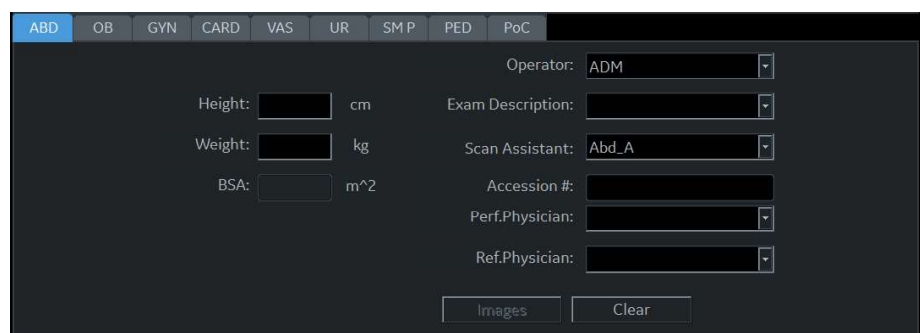 ABD OB GYN CARD VAS UR SM P PED PoC
Operator: ADM
Height: cm Exam Description:
Weight: kg Scan Assistant: Abd_A
BSA: m^2 Accession #:
Perf.Physician:
Ref.Physician:
Images Clear